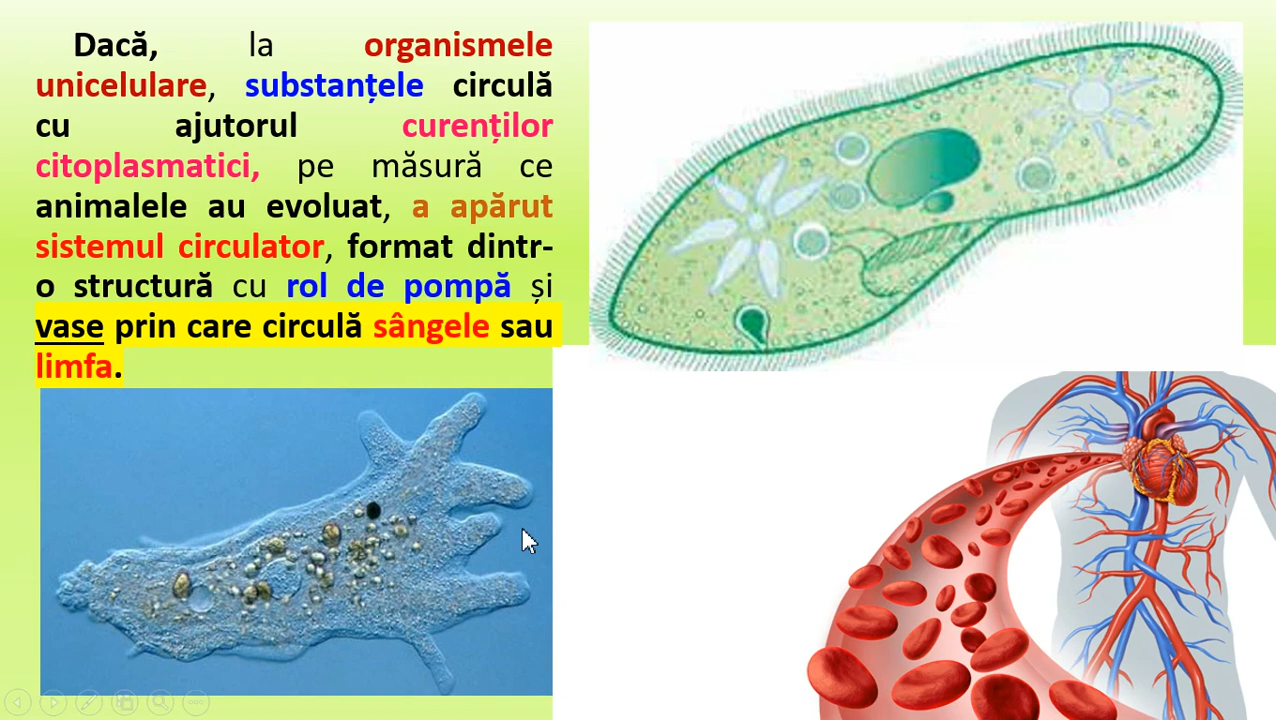 Dacă, la organismele
unicelulare, substanțele circulă
cu ajutorul curenților
citoplasmatici, pe măsură ce
animalele au evoluat, a apărut
sistemul circulator, format dintr-
o structură cu rol de pompă și
vase prin care circulă sângele sau
limfa.